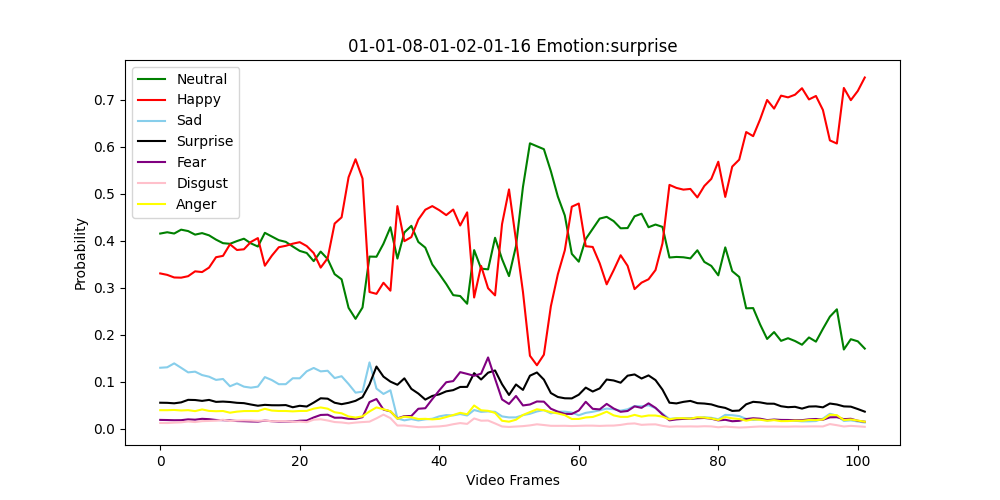 01-01-08-01-02-01-16 Emotion:surprise
Neutral
Happy
Sad
Surprise
Fear
Disgust
Anger
Probability
0.7
0.6
0.5
0.4
0.3
0.2
0.1
0.0
0 20 40 60 80 100
Video Frames